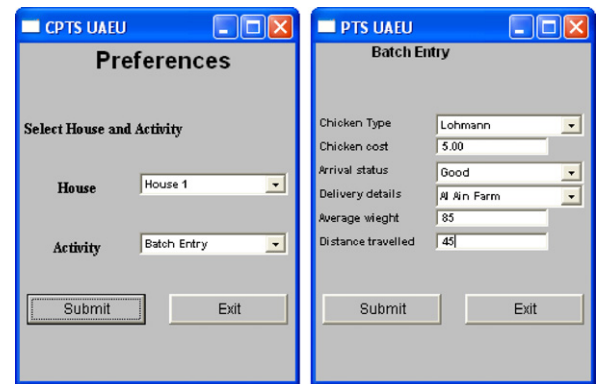 CPTS UAEU
Preferences
Select House and Activity
House House 1
Activity Batch Entry
Submit Exit
PTS UAEU
Batch Entry
Chicken Type Lohmann
Chicken cost 5.00
Arrival status Good
Delivery details Al Ain Farm
Average wieght 85
Distance travelled 45
Submit Exit